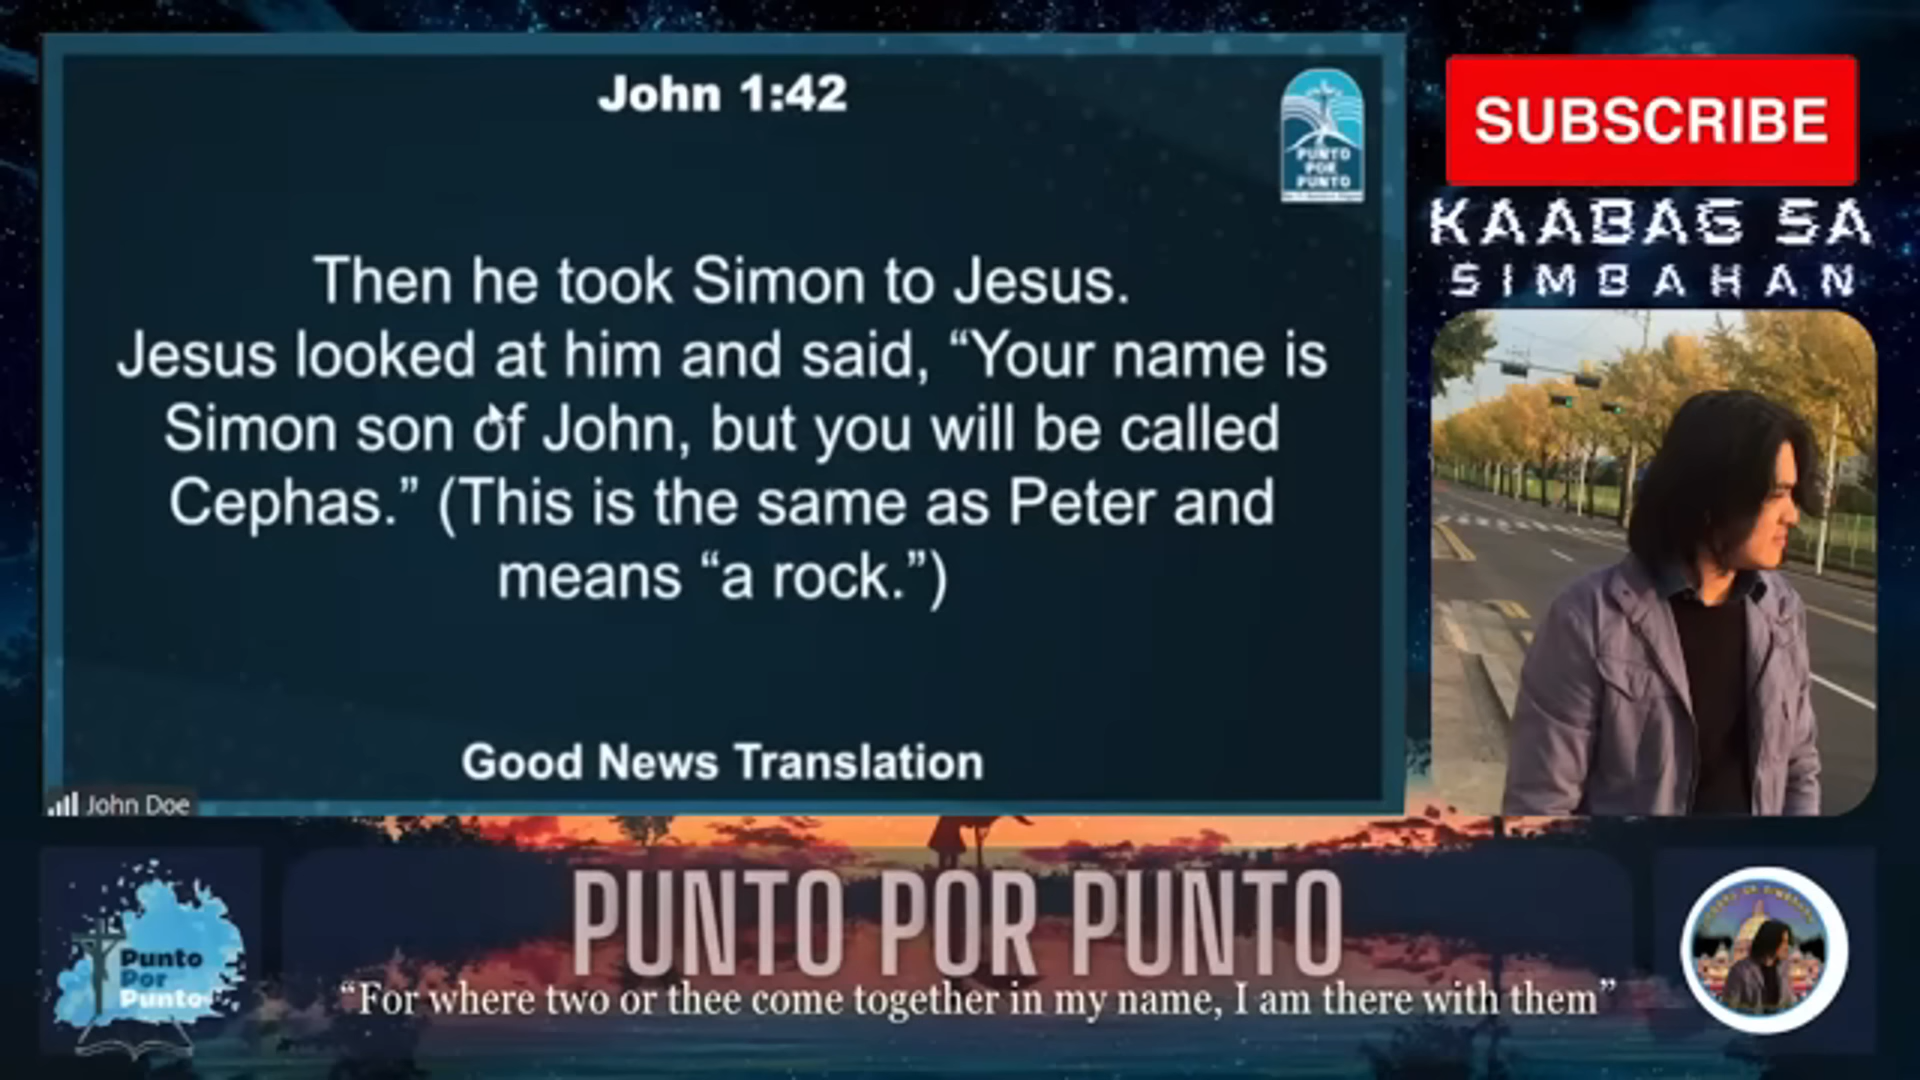 John 1:42
PUNTO
POR
PUNTO
Then he took Simon to Jesus.
Jesus looked at him and said, “Your name is
Simon son of John, but you will be called
Cephas.” (This is the same as Peter and
means “a rock.”)
Good News Translation
John Doe
SUBSCRIBE
KAABAG SA
SIMBAHAN
Punto
Por
Punto
PUNTO POR PUNTO
“For where two or thee come together in my name, I am there with them”